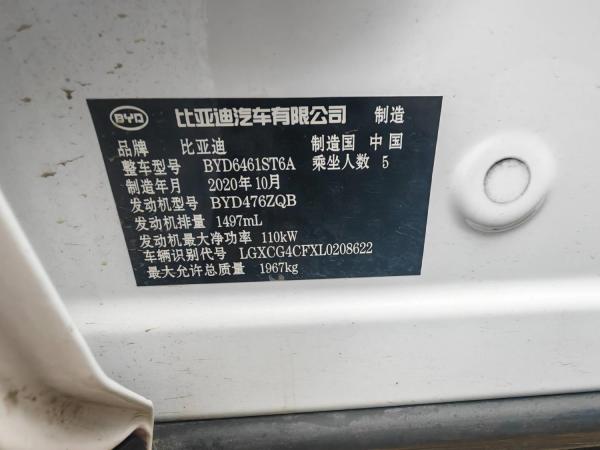 BYD 比亚迪汽车有限公司 制造
品牌 比亚迪 制造国 中国
整车型号 BYD6461ST6A 乘坐人数 5
制造年月 2020年10月
发动机型号 BYD476ZQB
发动机排量 1497mL
发动机最大净功率 110kW
车辆识别代号 LGXCG4CFXL0208622
最大允许总质量 1967kg